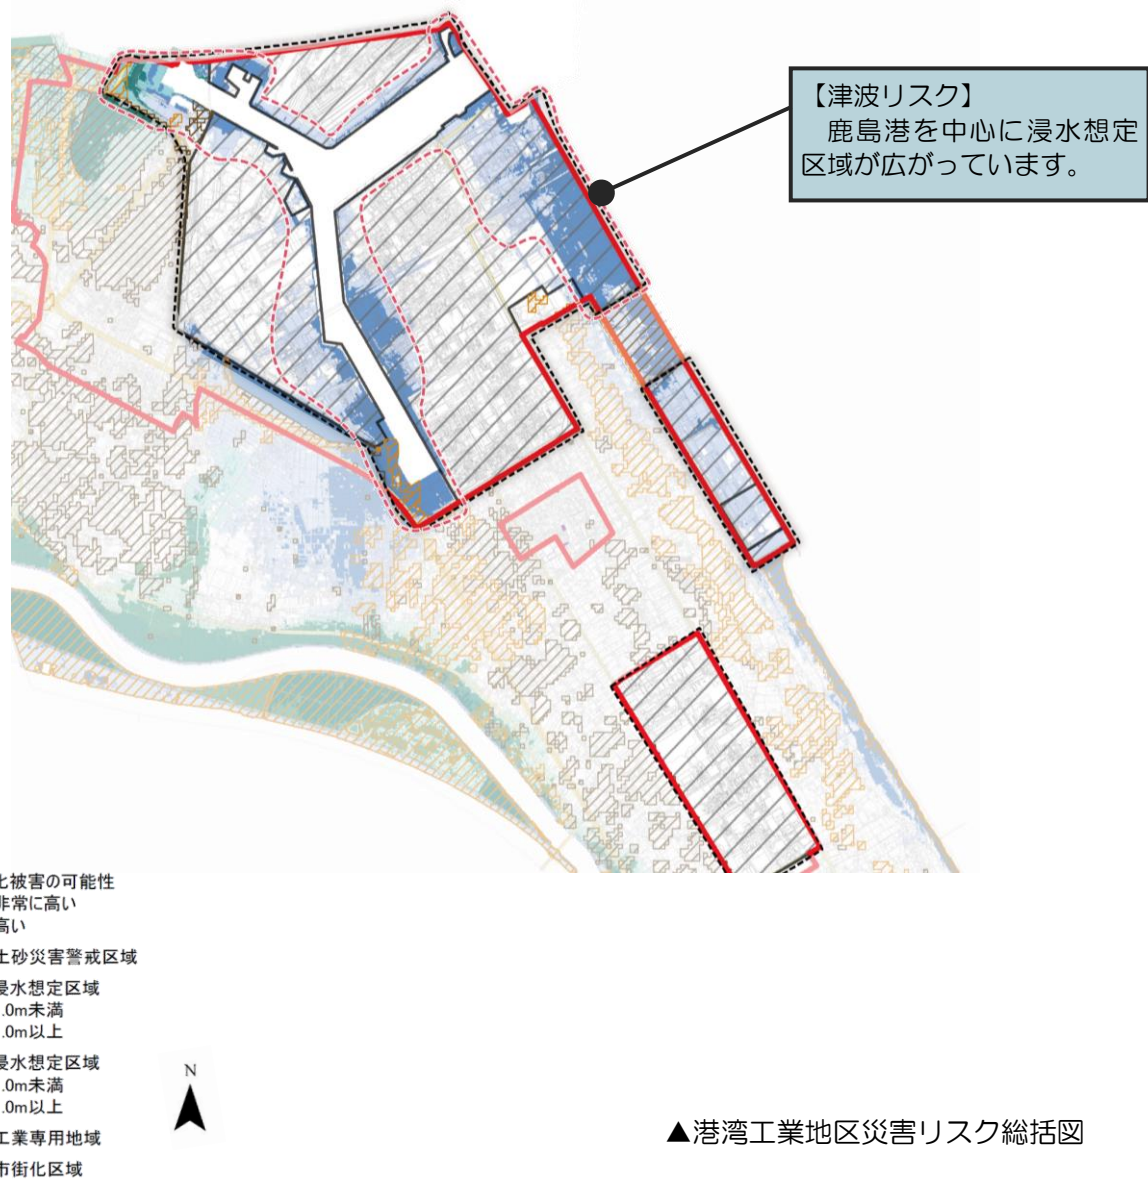 【津波リスク】
鹿島港を中心に浸水想定
区域が広がっています。
被害の可能性
非常に高い
高い
土砂災害警戒区域
浸水想定区域
.0m未満
.0m以上
浸水想定区域
.0m未満
.0m以上
工業専用地域
市街化区域
N
▲港湾工業地区災害リスク総括図